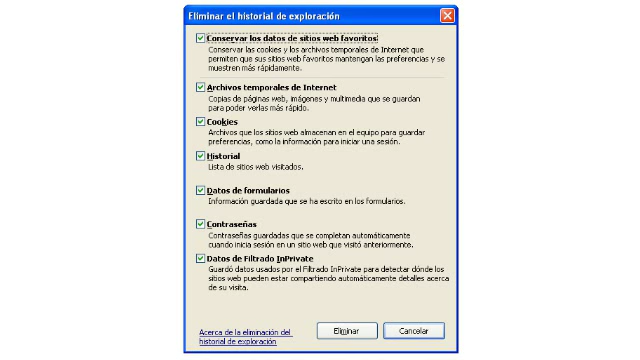 Eliminar el historial de exploración
Conservar los datos de sitios web favoritos
Conservar las cookies y los archivos temporales de Internet que
permiten que sus sitios web favoritos mantengan las preferencias y se
muestren más rápidamente.
Archivos temporales de Internet
Copias de páginas web, imágenes y multimedia que se guardan
para poder verlas más rápido.
Cookies
Archivos que los sitios web almacenan en el equipo para guardar
preferencias, como la información para iniciar una sesión.
Historial
Lista de sitios web visitados.
Datos de formularios
Información guardada que se ha escrito en los formularios.
Contraseñas
Contraseñas guardadas que se completan automáticamente
cuando inicia sesión en un sitio web que visitó anteriormente.
Datos de Filtrado InPrivate
Guardó datos usados por el Filtrado InPrivate para detectar dónde los
sitios web pueden estar compartiendo automáticamente detalles acerca
de su visita.
Acerca de la eliminación del
historial de exploración
Eliminar
Cancelar